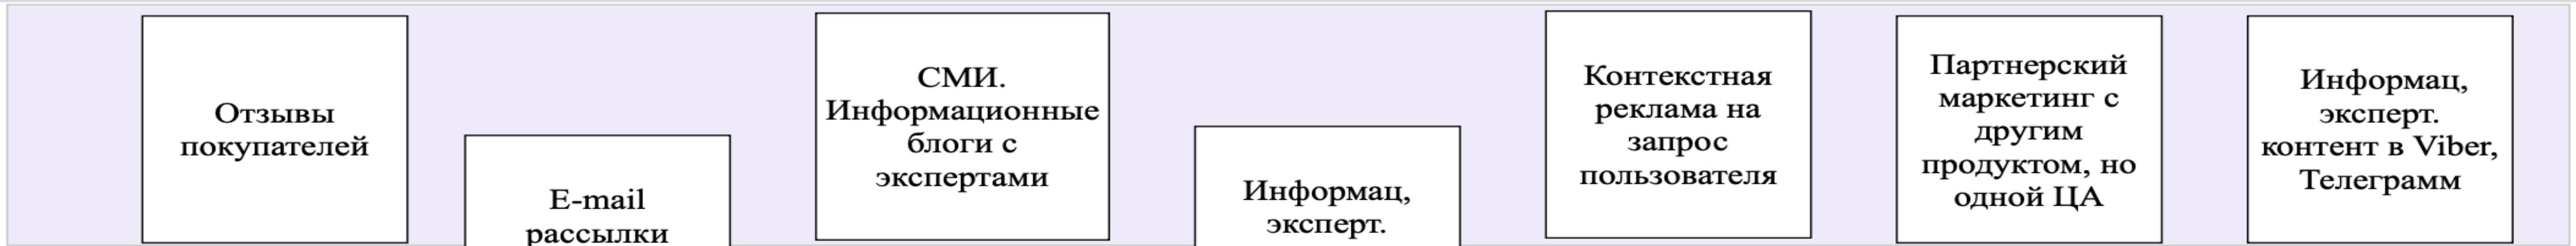 Отзывы
покупателей
E-mail
рассылки
СМИ.
Информационные
блоги с
экспертами
Информац,
эксперт.
Контекстная
реклама на
запрос
пользователя
Партнерский
маркетинг с
другим
продуктом, но
одной ЦА
Информац,
эксперт.
контент в Viber,
Телеграмм